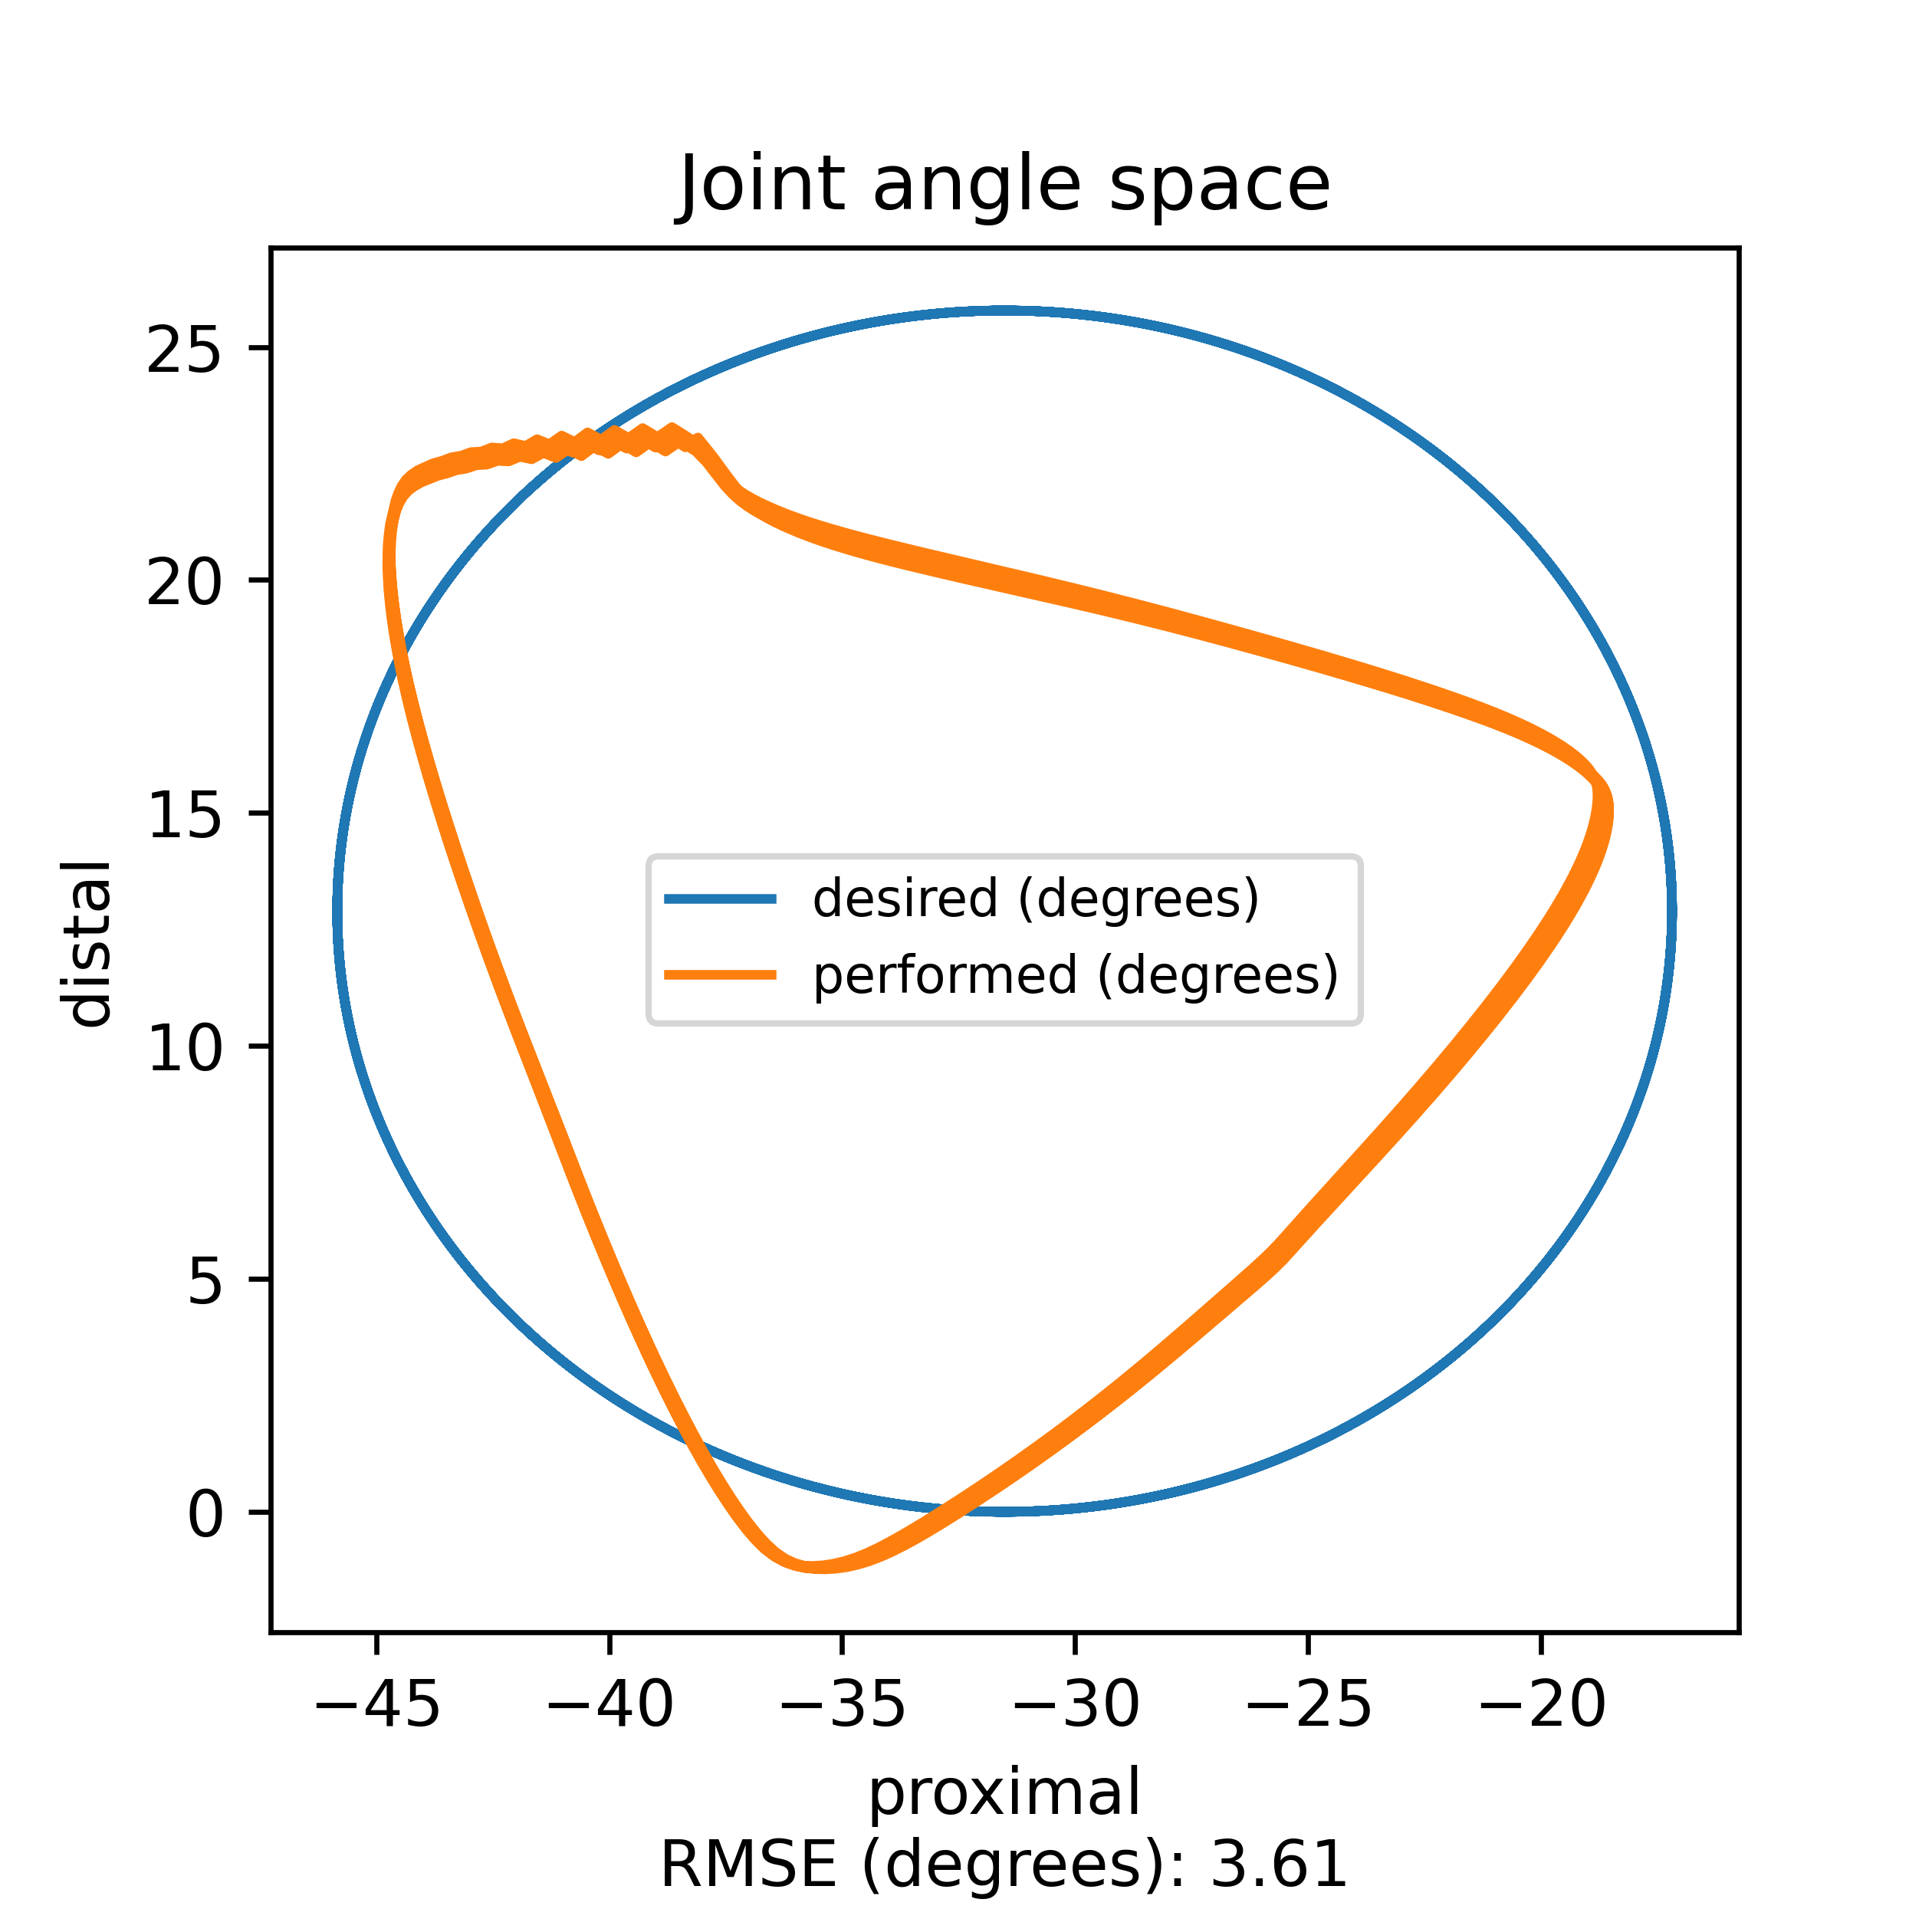 Joint angle space
25
20
15
10
5
0
distal
desired (degrees)
performed (degrees)
−45 −40 −35 −30 −25 −20
proximal
RMSE (degrees): 3.61